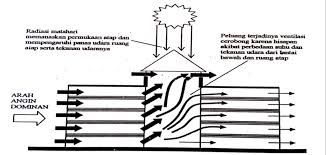 Radiasi matahari
memanaskan permukaan atap dan
mempengaruhi panas udara ruang
atap serta tekanan udaranya
Peluang terjadinya ventilasi
cerobong karena hisapan
akibat perbedaan suhu dan
tekanan udara dari lantai
bawah dan ruang atap
ARAH
ANGIN
DOMINAN